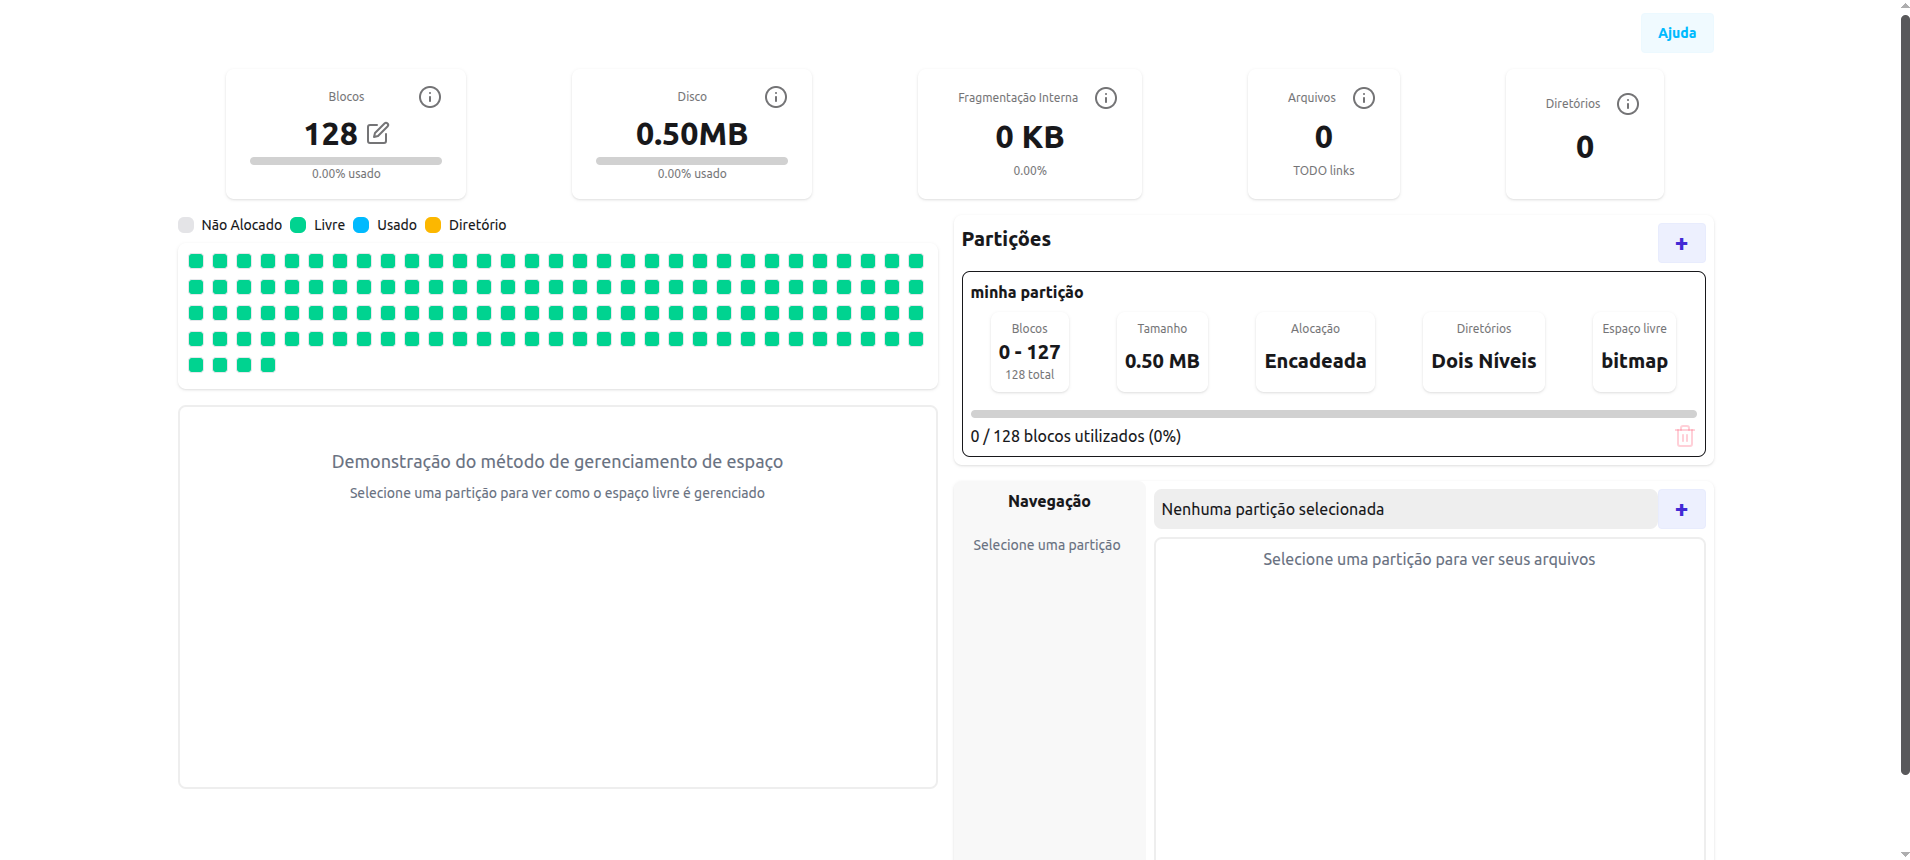 Ajuda
Blocos
128
0.00% usado
Disco
0.50MB
0.00% usado
Fragmentação Interna
0 KB
0.00%
Arquivos
0
TODO links
Diretórios
0
Não Alocado Livre Usado Diretório
Demonstração do método de gerenciamento de espaço
Selecione uma partição para ver como o espaço livre é gerenciado
Partições
+
minha partição
Blocos
0 - 127
128 total
Tamanho
0.50 MB
Alocação
Encadeada
Diretórios
Dois Níveis
Espaço livre
bitmap
0 / 128 blocos utilizados (0%)
Navegação
Selecione uma partição
Nenhuma partição selecionada
+
Selecione uma partição para ver seus arquivos